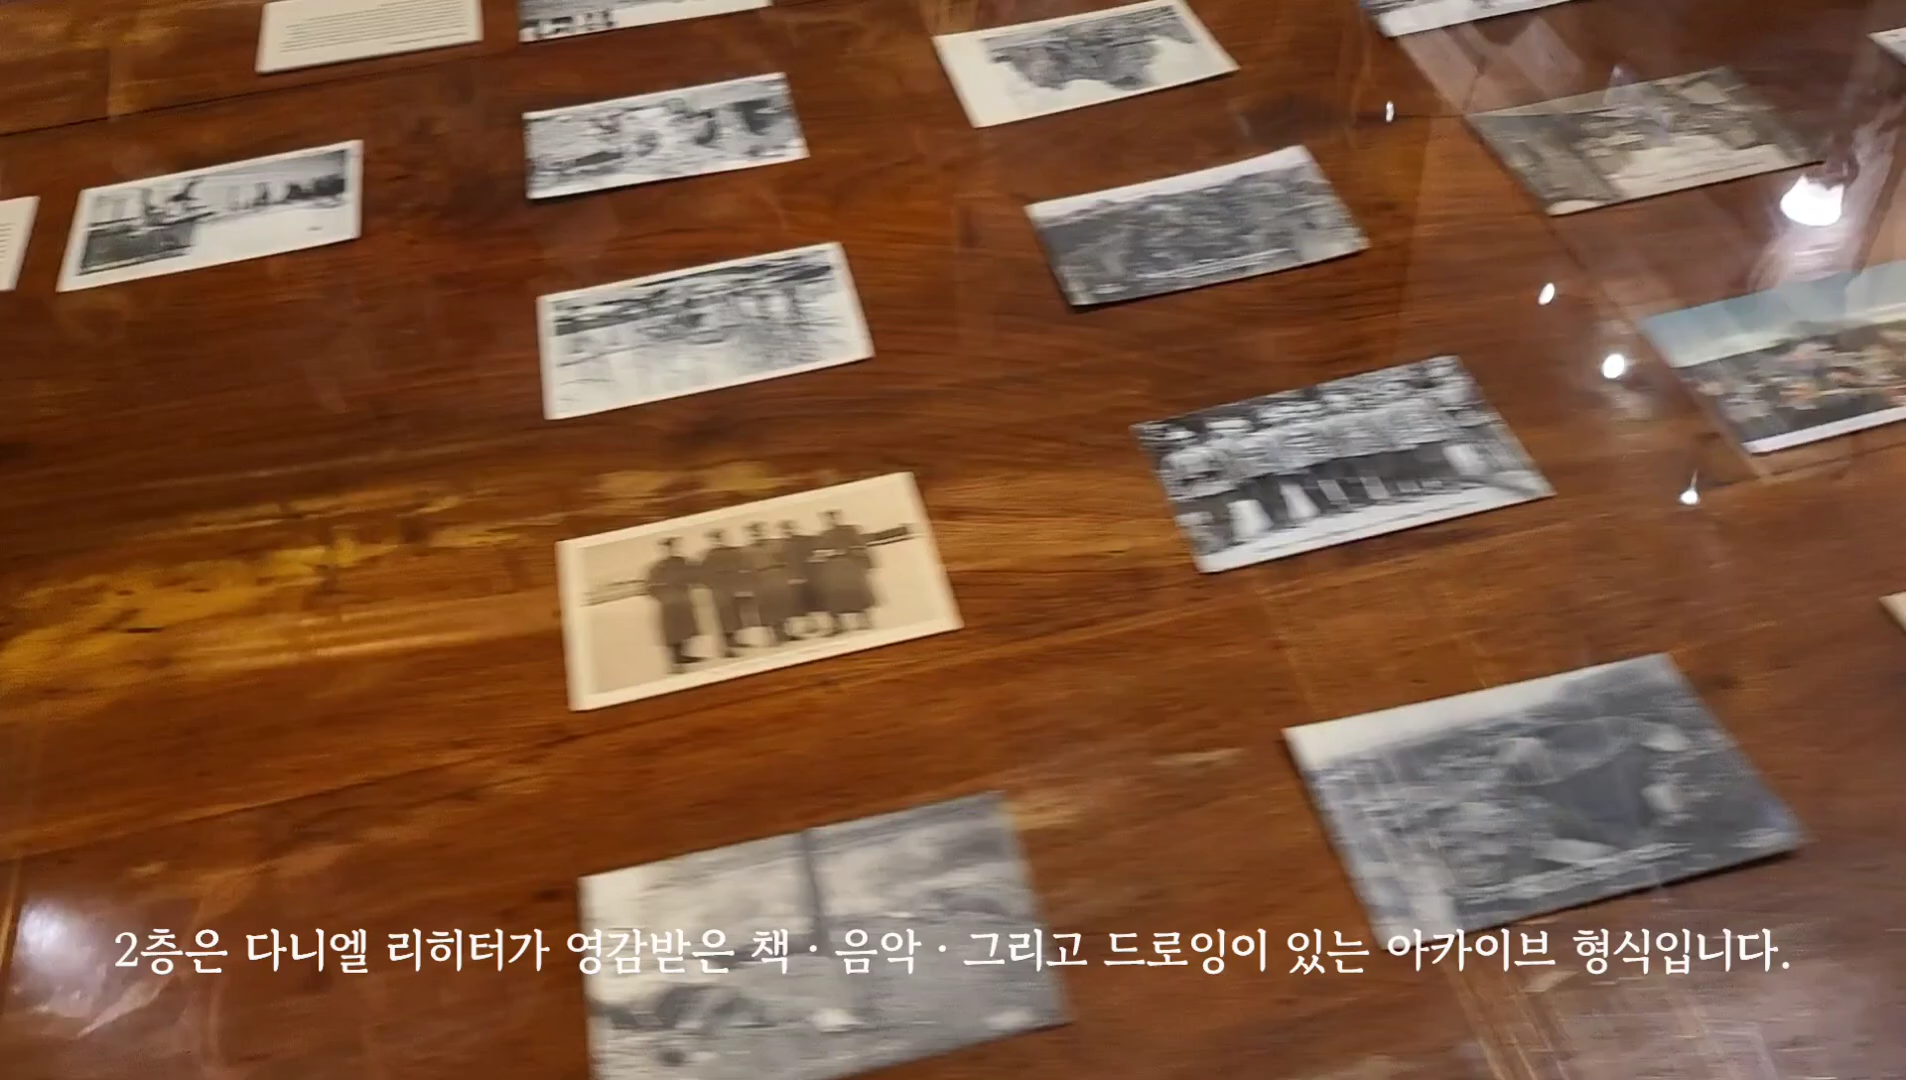 2층은 다니엘 리히터가 영감받은 책 · 음악 · 그리고 드로잉이 있는 아카이브 형식입니다.